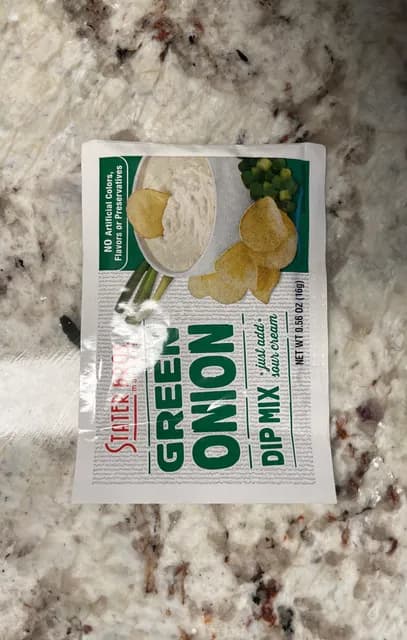 STATER
GREEN
ONION
DIP MIX
• just add •
sour cream
NO Artificial Colors,
Flavors or Preservatives
NET WT 0.56 OZ (16g)